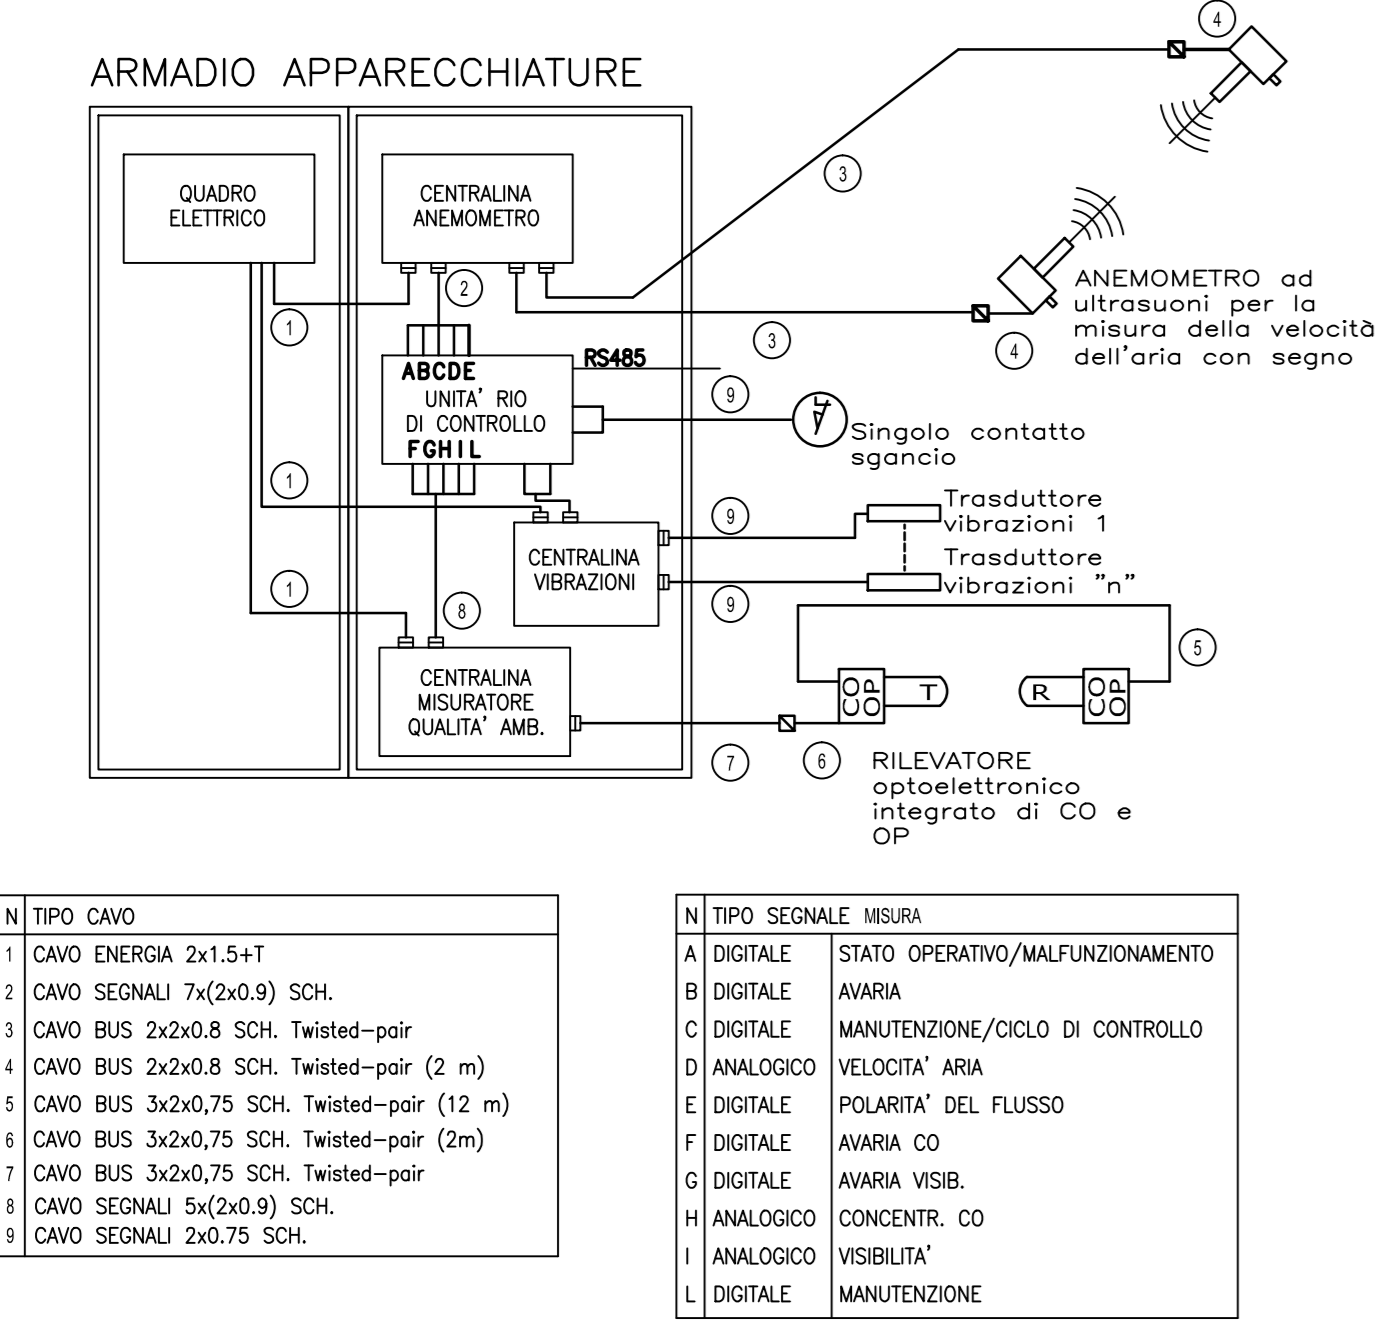 4
ARMADIO APPARECCHIATURE
3
QUADRO
ELETTRICO
CENTRALINA
ANEMOMETRO
2
1
ANEMOMETRO ad
ultrasuoni per la
misura della velocità
dell'aria con segno
3
4
RS485
ABCDE
UNITA' RIO
DI CONTROLLO
FGHIL
9
Singolo contatto
sgancio
1
9
Trasduttore
vibrazioni 1
CENTRALINA
VIBRAZIONI
Trasduttore
vibrazioni "n"
1
8
9
5
CENTRALINA
MISURATORE
QUALITA' AMB.
CO
OP
T
R
CO
OP
7
6
RILEVATORE
optoelettronico
integrato di CO e
OP
N TIPO CAVO
1 CAVO ENERGIA 2x1.5+T
2 CAVO SEGNALI 7x(2x0.9) SCH.
3 CAVO BUS 2x2x0.8 SCH. Twisted-pair
4 CAVO BUS 2x2x0.8 SCH. Twisted-pair (2 m)
5 CAVO BUS 3x2x0,75 SCH. Twisted-pair (12 m)
6 CAVO BUS 3x2x0,75 SCH. Twisted-pair (2m)
7 CAVO BUS 3x2x0,75 SCH. Twisted-pair
8 CAVO SEGNALI 5x(2x0.9) SCH.
9 CAVO SEGNALI 2x0.75 SCH.
N TIPO SEGNALE MISURA
A DIGITALE STATO OPERATIVO/MALFUNZIONAMENTO
B DIGITALE AVARIA
C DIGITALE MANUTENZIONE/CICLO DI CONTROLLO
D ANALOGICO VELOCITA' ARIA
E DIGITALE POLARITA' DEL FLUSSO
F DIGITALE AVARIA CO
G DIGITALE AVARIA VISIB.
H ANALOGICO CONCENTR. CO
I ANALOGICO VISIBILITA'
L DIGITALE MANUTENZIONE